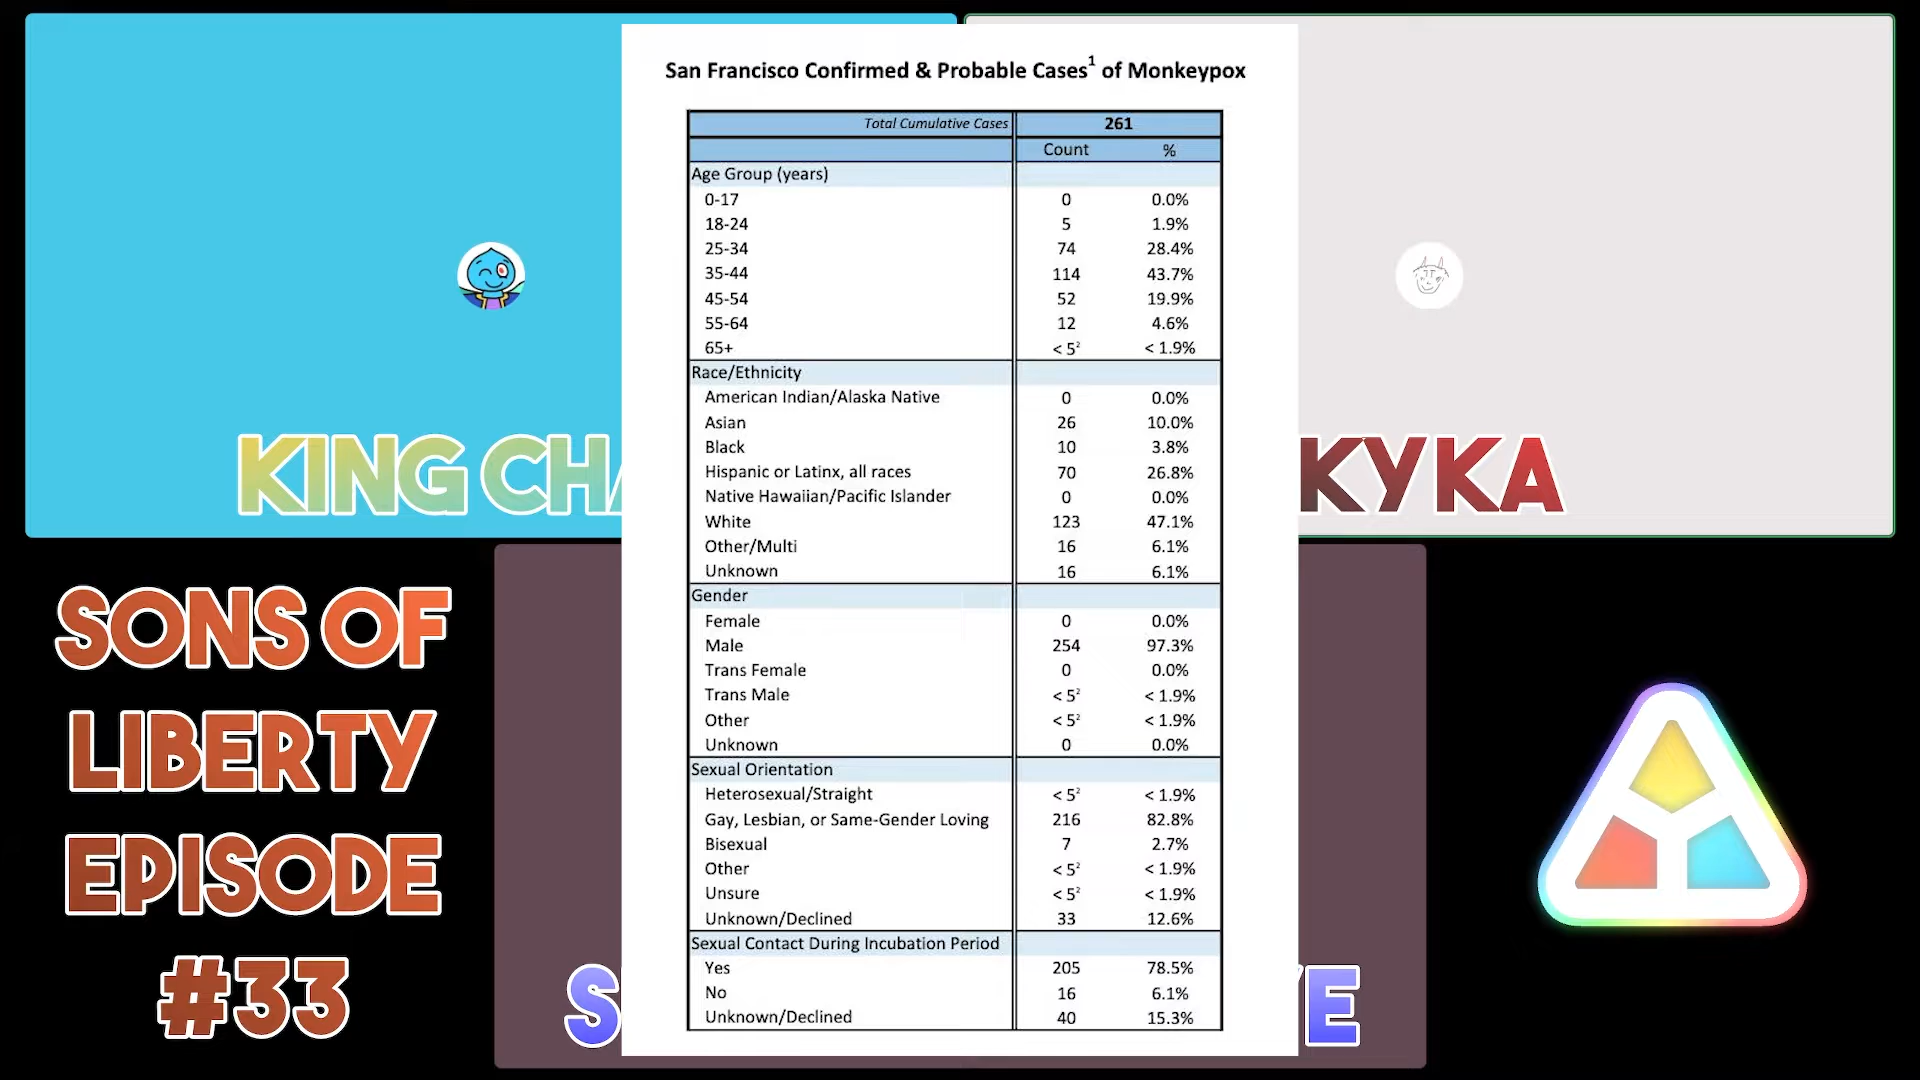 San Francisco Confirmed & Probable Cases1 of Monkeypox
Total Cumulative Cases 261
Count %
Age Group (years)
0-17 0 0.0%
18-24 5 1.9%
25-34 74 28.4%
35-44 114 43.7%
45-54 52 19.9%
55-64 12 4.6%
65+ < 52 < 1.9%
Race/Ethnicity
American Indian/Alaska Native 0 0.0%
Asian 26 10.0%
Black 10 3.8%
Hispanic or Latinx, all races 70 26.8%
Native Hawaiian/Pacific Islander 0 0.0%
White 123 47.1%
Other/Multi 16 6.1%
Unknown 16 6.1%
Gender
Female 0 0.0%
Male 254 97.3%
Trans Female 0 0.0%
Trans Male < 52 < 1.9%
Other < 52 < 1.9%
Unknown 0 0.0%
Sexual Orientation
Heterosexual/Straight < 52 < 1.9%
Gay, Lesbian, or Same-Gender Loving 216 82.8%
Bisexual 7 2.7%
Other < 52 < 1.9%
Unsure < 52 < 1.9%
Unknown/Declined 33 12.6%
Sexual Contact During Incubation Period
Yes 205 78.5%
No 16 6.1%
Unknown/Declined 40 15.3%
KING CHA
KYKA
SONS OF
LIBERTY
EPISODE
#33